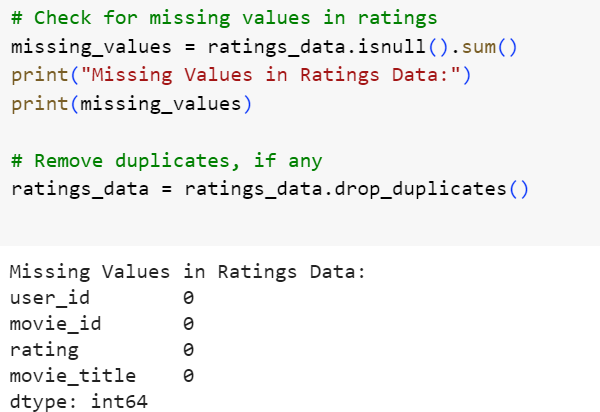 # Check for missing values in ratings
missing_values = ratings_data.isnull().sum()
print("Missing Values in Ratings Data:")
print(missing_values)
# Remove duplicates, if any
ratings_data = ratings_data.drop_duplicates()
Missing Values in Ratings Data:
user_id 0
movie_id 0
rating 0
movie_title 0
dtype: int64